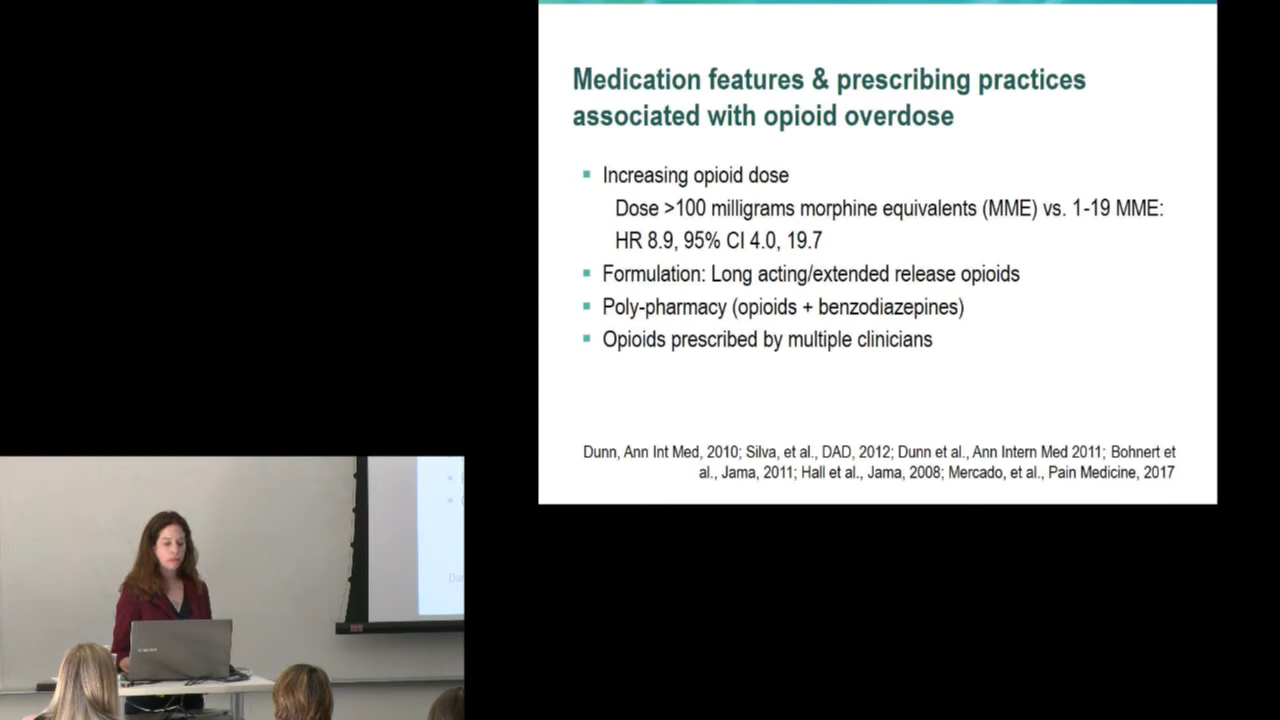 Medication features & prescribing practices
associated with opioid overdose
Increasing opioid dose
Dose >100 milligrams morphine equivalents (MME) vs. 1-19 MME:
HR 8.9, 95% CI 4.0, 19.7
Formulation: Long acting/extended release opioids
Poly-pharmacy (opioids + benzodiazepines)
Opioids prescribed by multiple clinicians
Dunn, Ann Int Med, 2010; Silva, et al., DAD, 2012; Dunn et al., Ann Intern Med 2011; Bohnert et
al., Jama, 2011; Hall et al., Jama, 2008; Mercado, et al., Pain Medicine, 2017